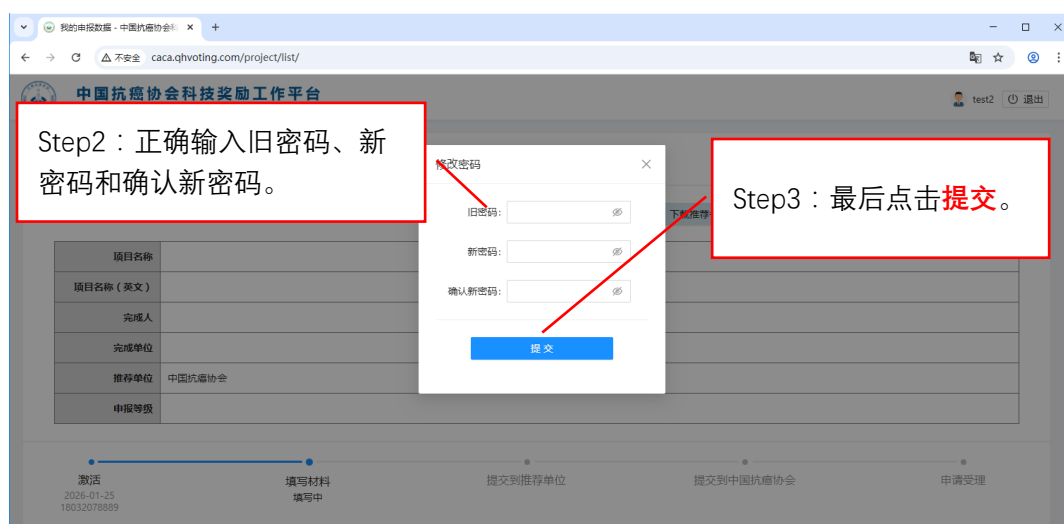 我的申报数据 - 中国抗癌协会科
不安全 caca.qhvoting.com/project/list/
中国抗癌协会科技奖励工作平台
test2 退出
Step2：正确输入旧密码、新
密码和确认新密码。
修改密码
Step3：最后点击提交。
旧密码:
下载推荐
新密码:
确认新密码:
提 交
项目名称
项目名称（英文）
完成人
完成单位
推荐单位 中国抗癌协会
申报等级
激活
2026-01-25
18032078889
填写材料
填写中
提交到推荐单位
提交到中国抗癌协会
申请受理